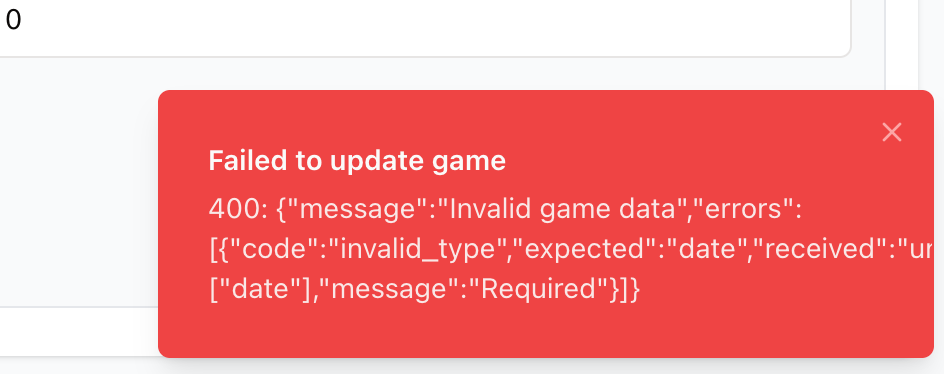 0
Failed to update game
400: {"message":"Invalid game data","errors":
[{"code":"invalid_type","expected":"date","received":"
["date"],"message":"Required"}]}